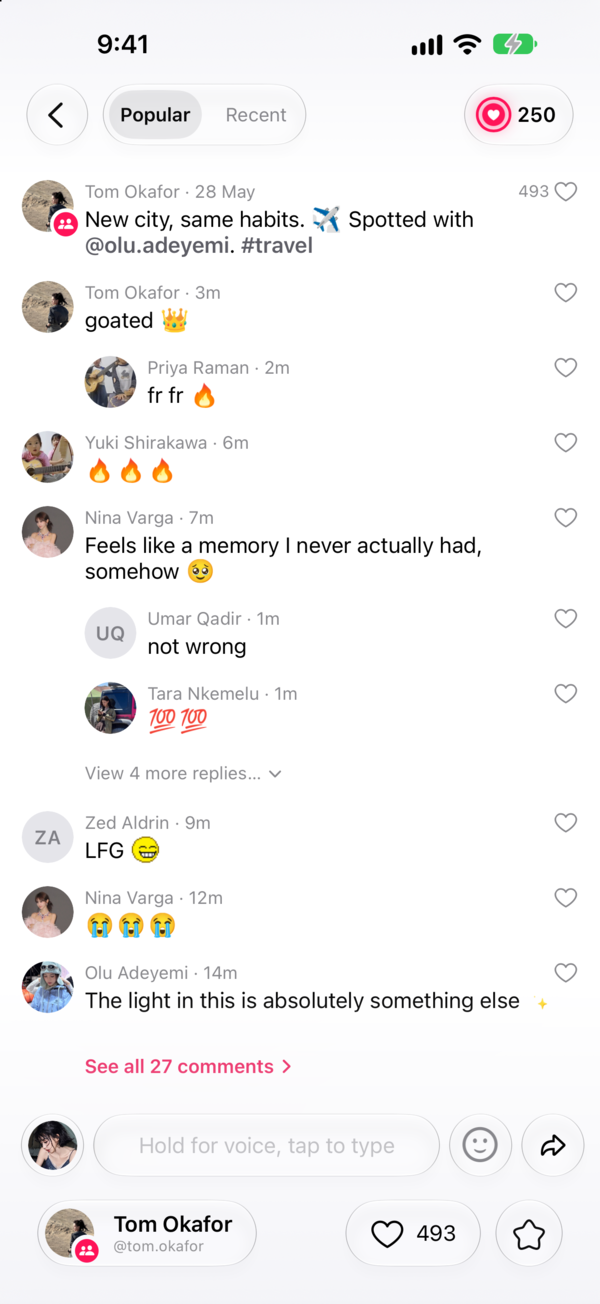 9:41
Popular
Recent
250
Tom Okafor · 28 May
493
New city, same habits. ✈️ Spotted with
@olu.adeyemi. #travel
Tom Okafor · 3m
goated 👑
Priya Raman · 2m
fr fr 🔥
Yuki Shirakawa · 6m
🔥🔥🔥
Nina Varga · 7m
Feels like a memory I never actually had,
somehow 🥹
UQ
Umar Qadir · 1m
not wrong
Tara Nkemelu · 1m
💯💯
View 4 more replies...
ZA
Zed Aldrin · 9m
LFG 😁
Nina Varga · 12m
😭😭😭
Olu Adeyemi · 14m
The light in this is absolutely something else ✨
See all 27 comments
Hold for voice, tap to type
Tom Okafor
@tom.okafor
493